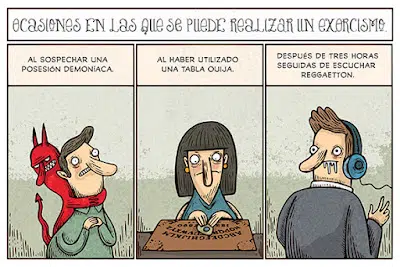 OCASIONES EN LAS QUE SE PUEDE REALIZAR UN EXORCISMO.
AL SOSPECHAR UNA
POSESIÓN DEMONÍACA.
AL HABER UTILIZADO
UNA TABLA OUIJA.
DESPUÉS DE TRES HORAS
SEGUIDAS DE ESCUCHAR
REGGAETTON.